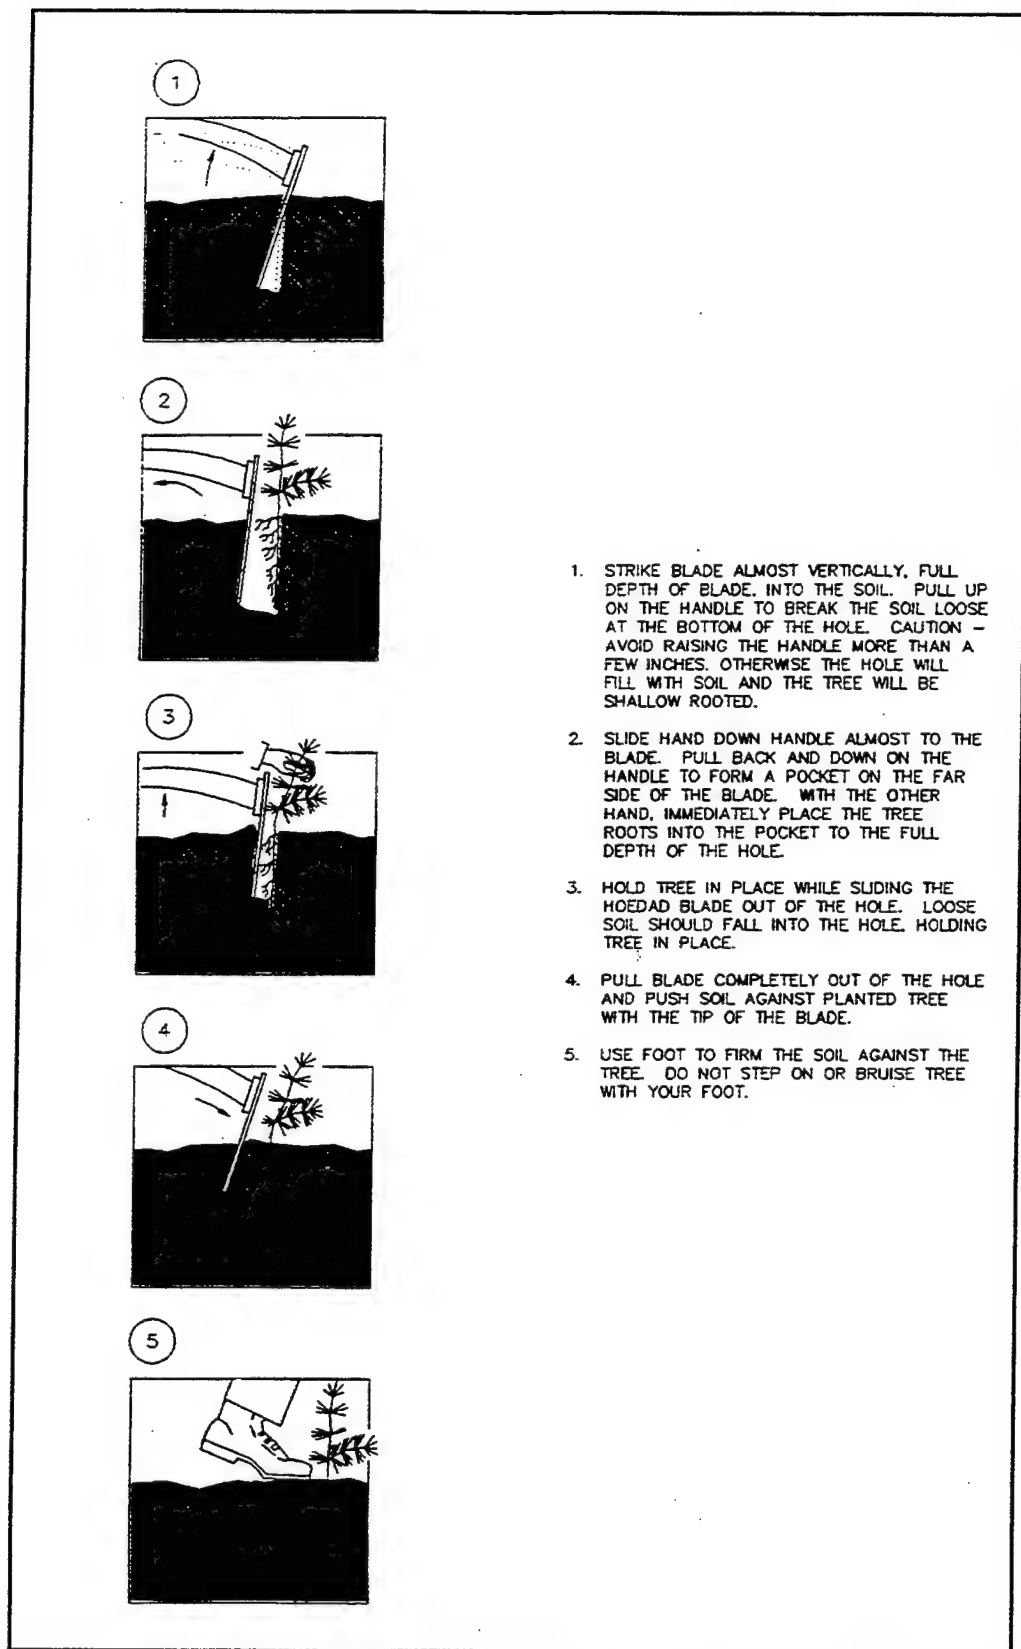 1
2
3
4
5
1. STRIKE BLADE ALMOST VERTICALLY, FULL
DEPTH OF BLADE, INTO THE SOIL. PULL UP
ON THE HANDLE TO BREAK THE SOIL LOOSE
AT THE BOTTOM OF THE HOLE. CAUTION –
AVOID RAISING THE HANDLE MORE THAN A
FEW INCHES. OTHERWISE THE HOLE WILL
FILL WITH SOIL AND THE TREE WILL BE
SHALLOW ROOTED.
2. SLIDE HAND DOWN HANDLE ALMOST TO THE
BLADE. PULL BACK AND DOWN ON THE
HANDLE TO FORM A POCKET ON THE FAR
SIDE OF THE BLADE. WITH THE OTHER
HAND, IMMEDIATELY PLACE THE TREE
ROOTS INTO THE POCKET TO THE FULL
DEPTH OF THE HOLE.
3. HOLD TREE IN PLACE WHILE SLIDING THE
HOEDAD BLADE OUT OF THE HOLE. LOOSE
SOIL SHOULD FALL INTO THE HOLE, HOLDING
TREE IN PLACE.
4. PULL BLADE COMPLETELY OUT OF THE HOLE
AND PUSH SOIL AGAINST PLANTED TREE
WITH THE TIP OF THE BLADE.
5. USE FOOT TO FIRM THE SOIL AGAINST THE
TREE. DO NOT STEP ON OR BRUISE TREE
WITH YOUR FOOT.